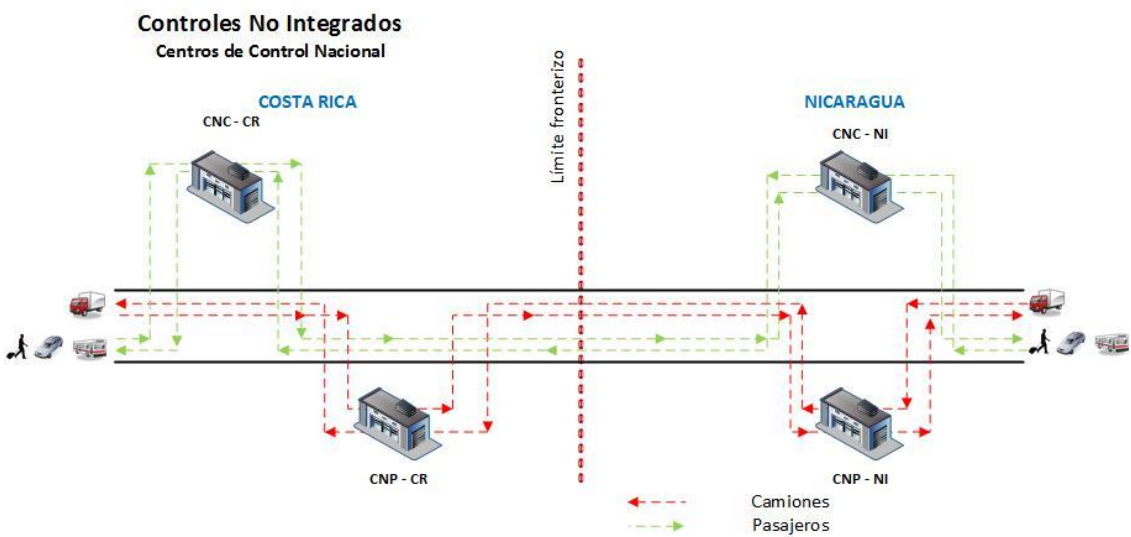 Controles No Integrados
Centros de Control Nacional
COSTA RICA
NICARAGUA
Límite fronterizo
CNC - CR
CNC - NI
CNP - CR
CNP - NI
Camiones
Pasajeros